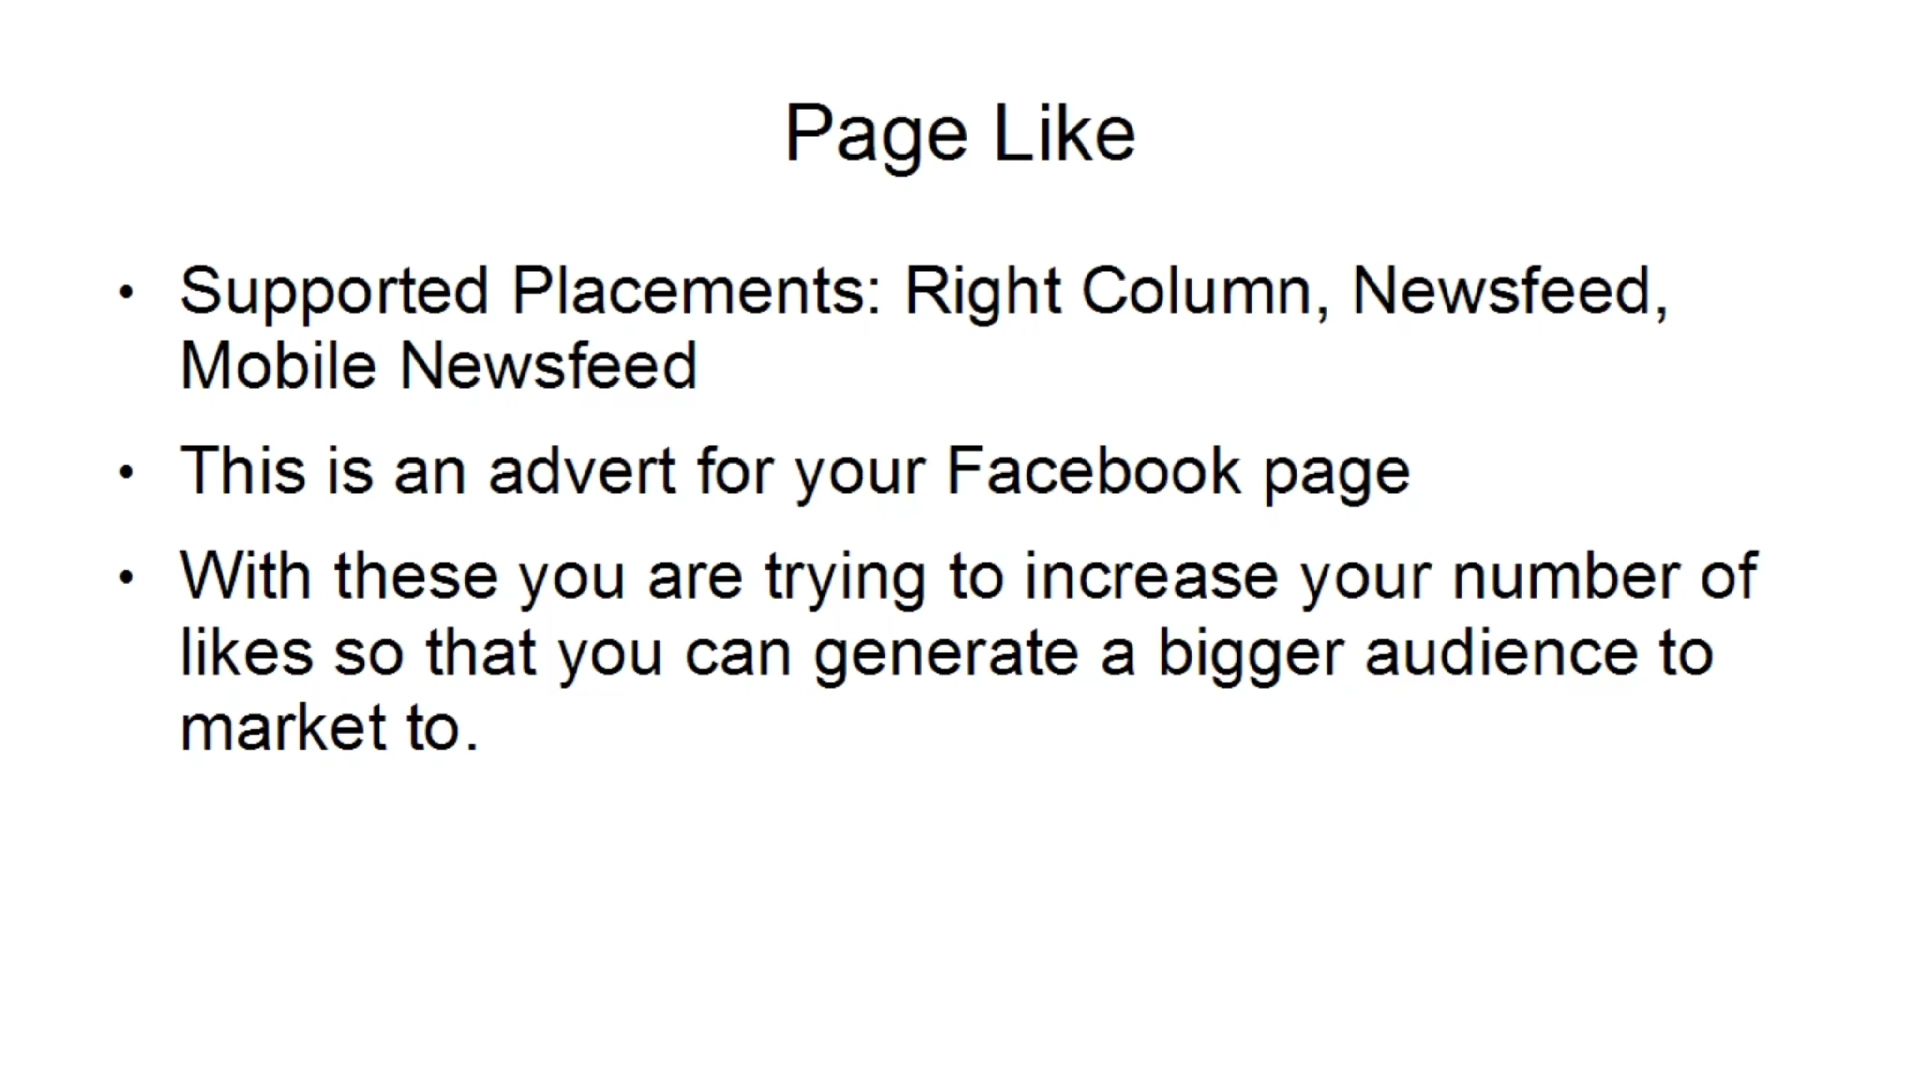 Page Like
• Supported Placements: Right Column, Newsfeed,
Mobile Newsfeed
• This is an advert for your Facebook page
• With these you are trying to increase your number of
likes so that you can generate a bigger audience to
market to.